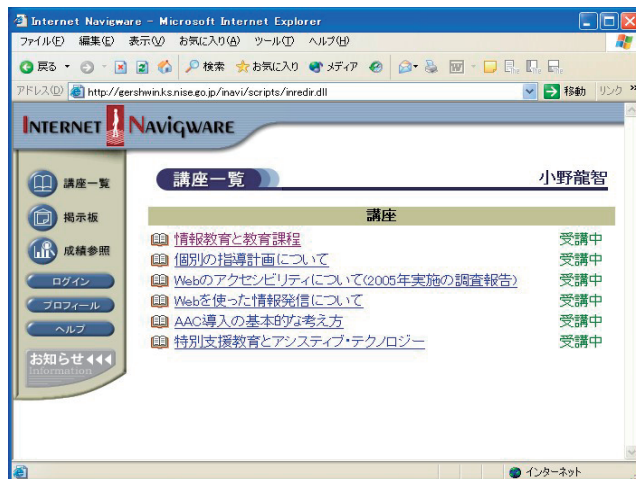 Internet Navigware - Microsoft Internet Explorer
ファイル(F) 編集(E) 表示(V) お気に入り(A) ツール(T) ヘルプ(H)
戻る 検索 お気に入り メディア
アドレス(D) http://gershwin.ks.nise.go.jp/inavi/scripts/inredir.dll 移動 リンク »
INTERNET NAVIGWARE
講座一覧
掲示板
成績参照
ログイン
プロフィール
ヘルプ
お知らせ
Information
講座一覧 小野龍智
講座
情報教育と教育課程 受講中
個別の指導計画について 受講中
Webのアクセシビリティについて(2005年実施の調査報告) 受講中
Webを使った情報発信について 受講中
AAC導入の基本的な考え方 受講中
特別支援教育とアシスティブ・テクノロジー 受講中
インターネット